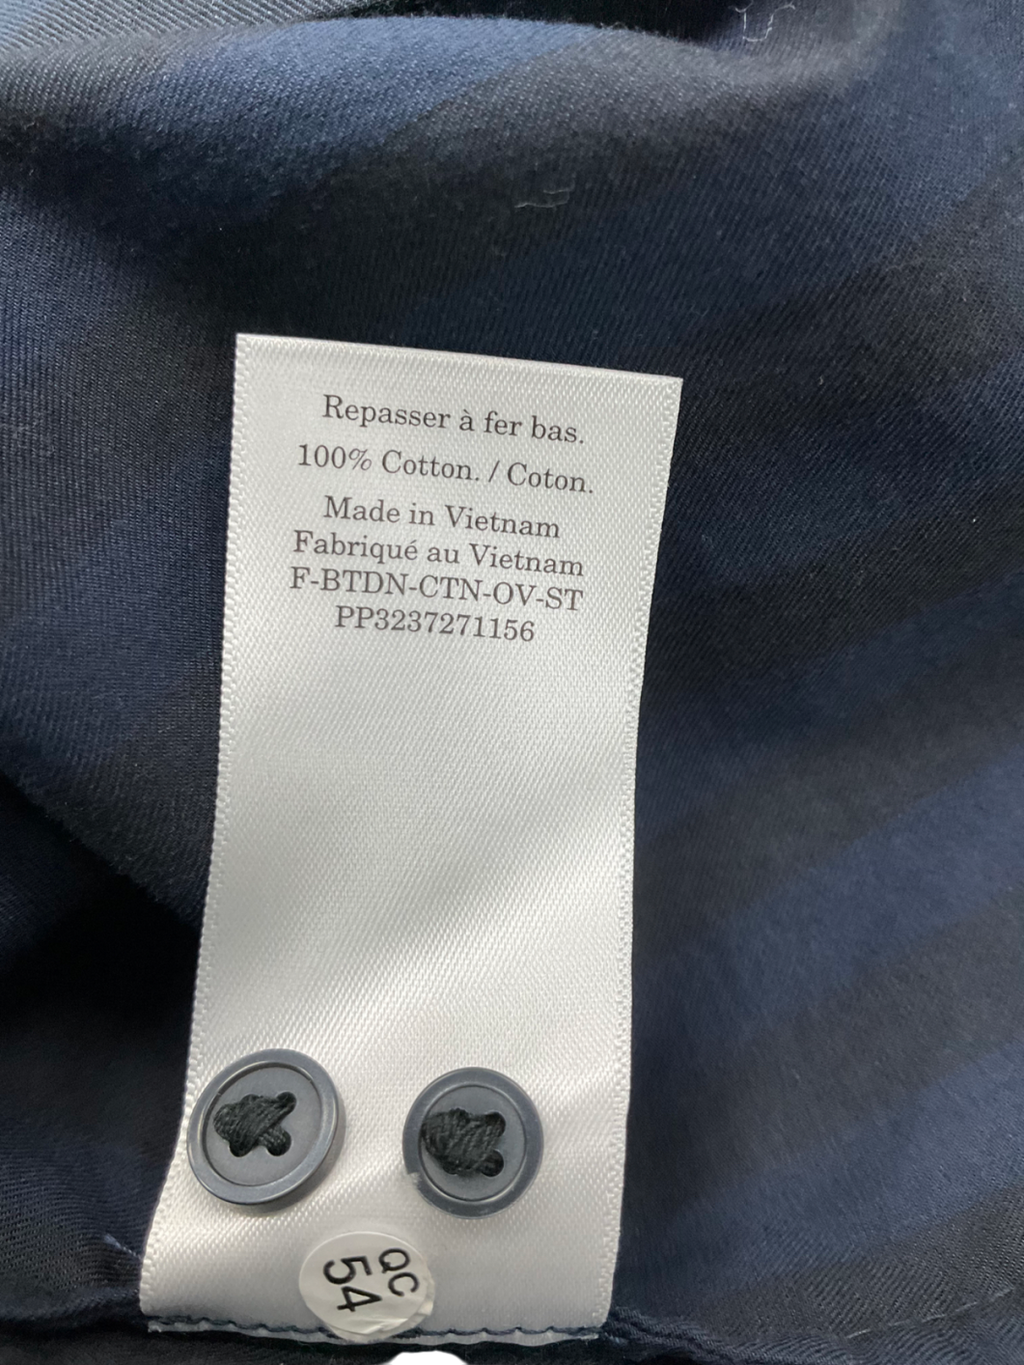 Repasser à fer bas.
100% Cotton. / Coton.
Made in Vietnam
Fabriqué au Vietnam
F-BTDN-CTN-OV-ST
PP3237271156
QC
54